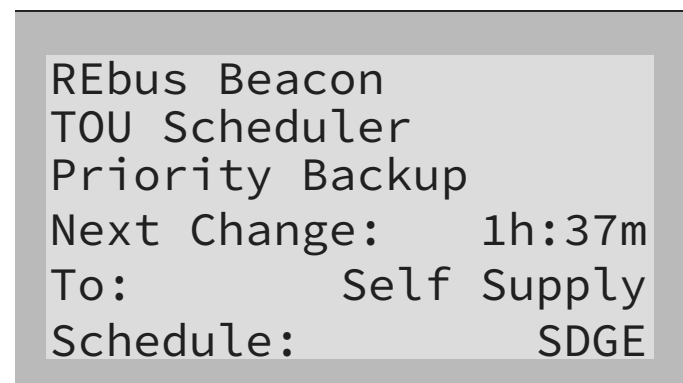 REbus Beacon
TOU Scheduler
Priority Backup
Next Change: 1h:37m
To: Self Supply
Schedule: SDGE